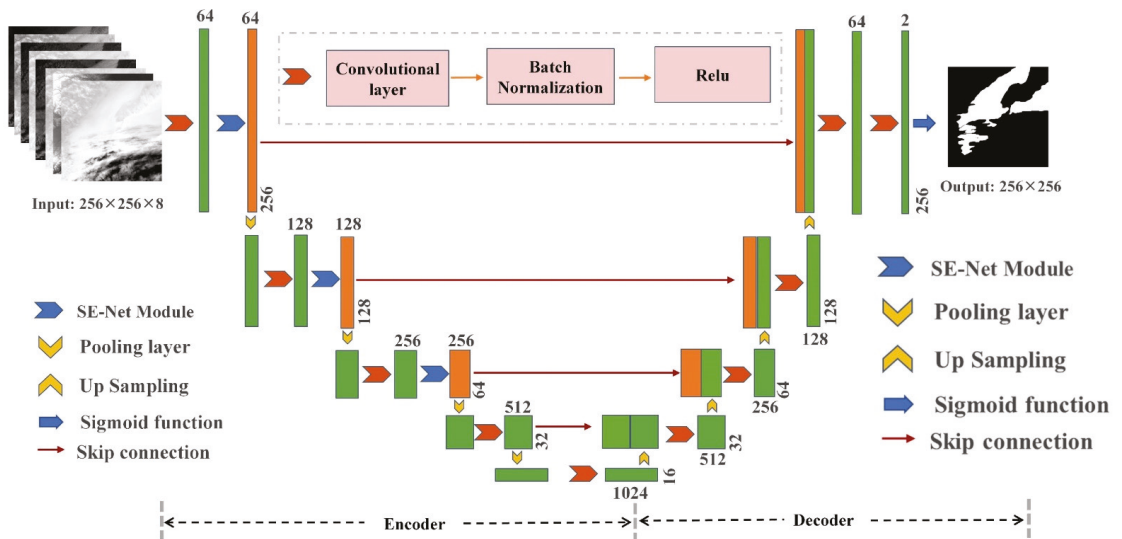 64
64
64
2
Convolutional
layer
Batch
Normalization
Relu
Input: 256×256×8
256
256
Output: 256×256
128
128
128
128
128
SE-Net Module
Pooling layer
Up Sampling
Sigmoid function
Skip connection
256
256
64
256
64
512
32
512
32
1024
16
SE-Net Module
Pooling layer
Up Sampling
Sigmoid function
Skip connection
Encoder
Decoder